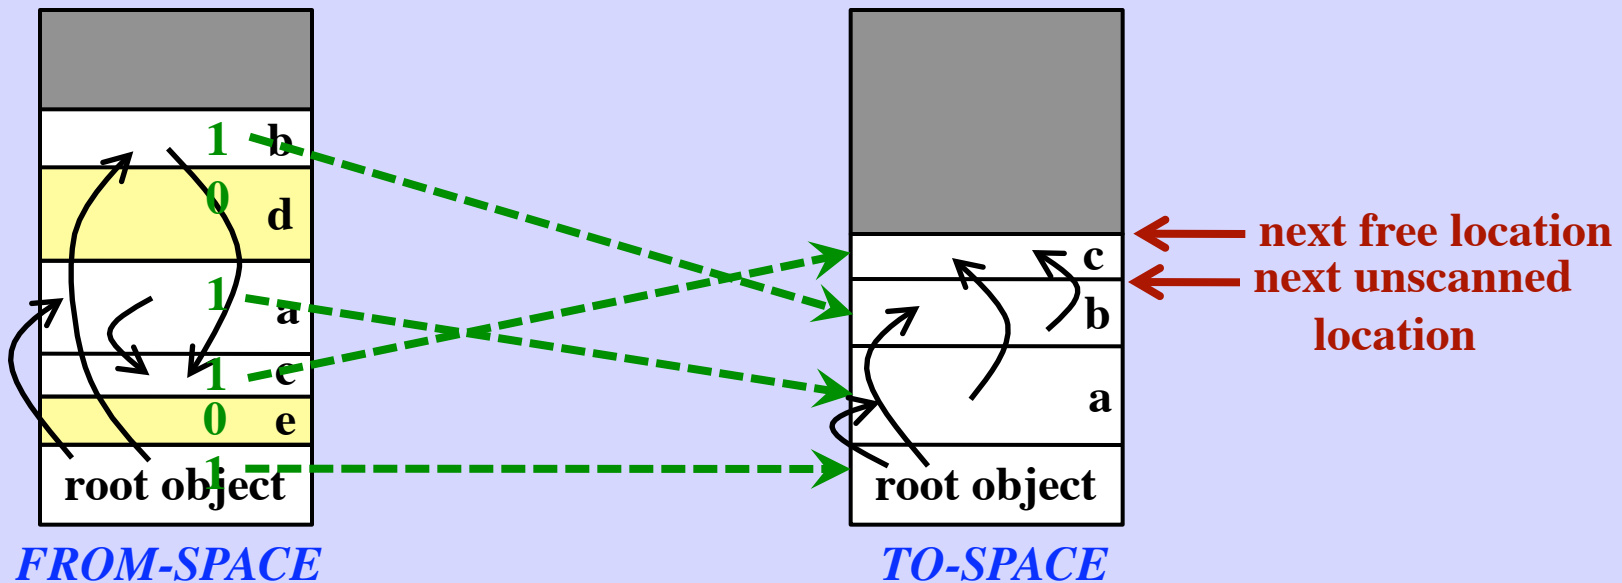 1 b
0
d
1
a
1 c
0 e
1
root object
FROM-SPACE
c
b
a
root object
TO-SPACE
next free location
next unscanned
location